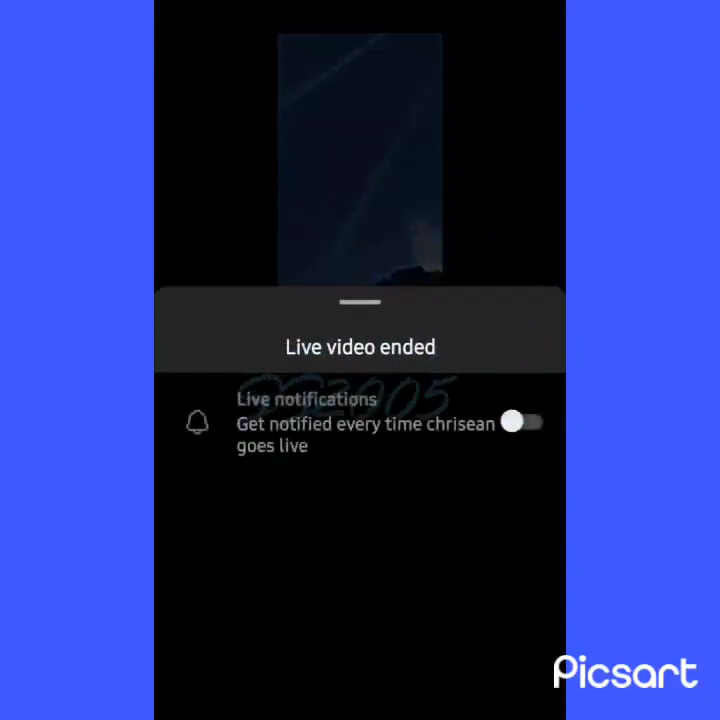 Live video ended
Live notifications
Get notified every time chrisean
goes live
Picsart